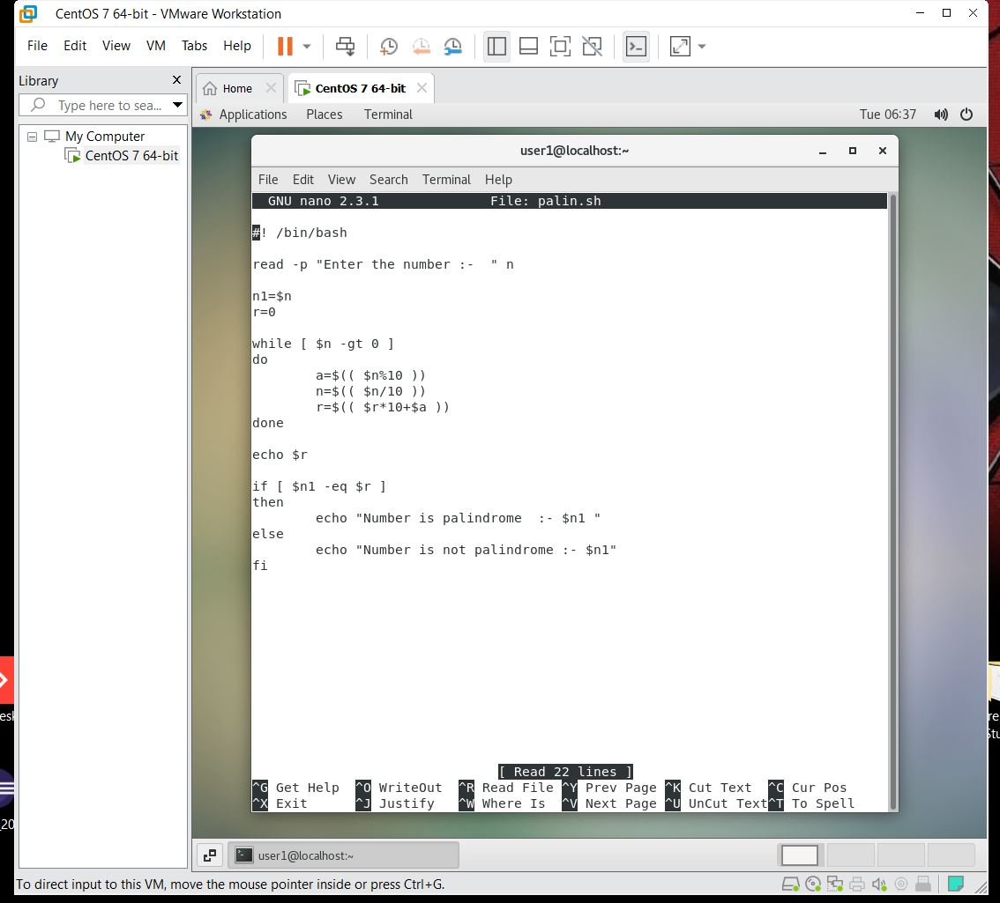 CentOS 7 64-bit - VMware Workstation
File Edit View VM Tabs Help
Library
Type here to sea...
My Computer
CentOS 7 64-bit
Home
CentOS 7 64-bit
Applications Places Terminal Tue 06:37
user1@localhost:~
File Edit View Search Terminal Help
GNU nano 2.3.1 File: palin.sh
#! /bin/bash
read -p "Enter the number :-  " n
n1=$n
r=0
while [ $n -gt 0 ]
do
        a=$(( $n%10 ))
        n=$(( $n/10 ))
        r=$(( $r*10+$a ))
done
echo $r
if [ $n1 -eq $r ]
then
        echo "Number is palindrome  :- $n1 "
else
        echo "Number is not palindrome :- $n1"
fi
[ Read 22 lines ]
^G Get Help ^O WriteOut ^R Read File ^Y Prev Page ^K Cut Text ^C Cur Pos
^X Exit ^J Justify ^W Where Is ^V Next Page ^U UnCut Text ^T To Spell
user1@localhost:~
To direct input to this VM, move the mouse pointer inside or press Ctrl+G.